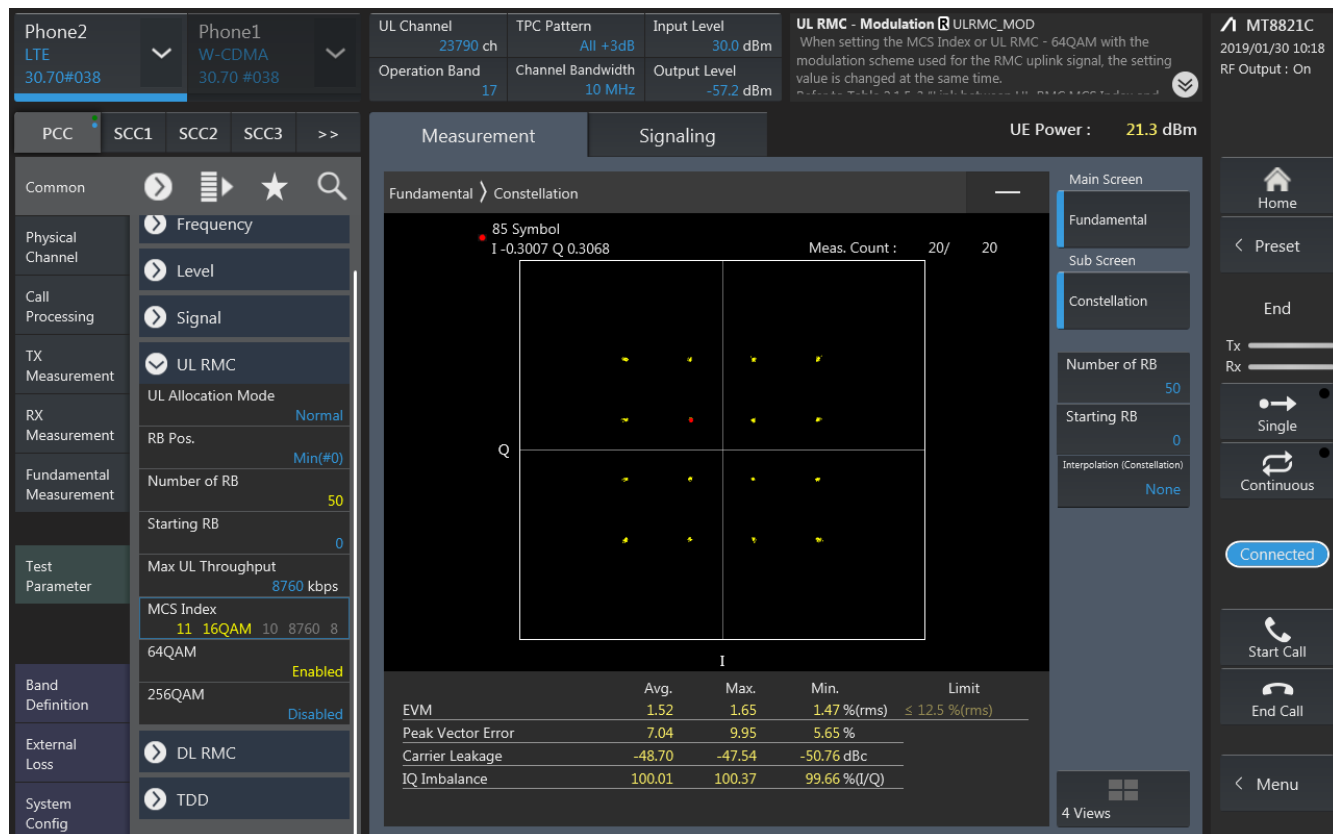 Phone2
LTE
30.70#038
Phone1
W-CDMA
30.70 #038
UL Channel
23790 ch
Operation Band
17
TPC Pattern
All +3dB
Channel Bandwidth
10 MHz
Input Level
30.0 dBm
Output Level
-57.2 dBm
UL RMC - Modulation R ULRMC_MOD
When setting the MCS Index or UL RMC - 64QAM with the
modulation scheme used for the RMC uplink signal, the setting
value is changed at the same time.
MT8821C
2019/01/30 10:18
RF Output : On
PCC SCC1 SCC2 SCC3 >>
Measurement
Signaling
UE Power : 21.3 dBm
Common
Physical
Channel
Call
Processing
TX
Measurement
RX
Measurement
Fundamental
Measurement
Test
Parameter
Band
Definition
External
Loss
System
Config
Frequency
Level
Signal
UL RMC
UL Allocation Mode
Normal
RB Pos.
Min(#0)
Number of RB
50
Starting RB
0
Max UL Throughput
8760 kbps
MCS Index
11 16QAM 10 8760 8
64QAM
Enabled
256QAM
Disabled
DL RMC
TDD
Fundamental ⟩ Constellation
85 Symbol
I -0.3007 Q 0.3068
Meas. Count : 20/ 20
Q
I
Avg. Max. Min. Limit
EVM 1.52 1.65 1.47 %(rms) ≤ 12.5 %(rms)
Peak Vector Error 7.04 9.95 5.65 %
Carrier Leakage -48.70 -47.54 -50.76 dBc
IQ Imbalance 100.01 100.37 99.66 %(I/Q)
Main Screen
Fundamental
Sub Screen
Constellation
Number of RB
50
Starting RB
0
Interpolation (Constellation)
None
4 Views
Home
< Preset
End
Tx
Rx
Single
Continuous
Connected
Start Call
End Call
< Menu